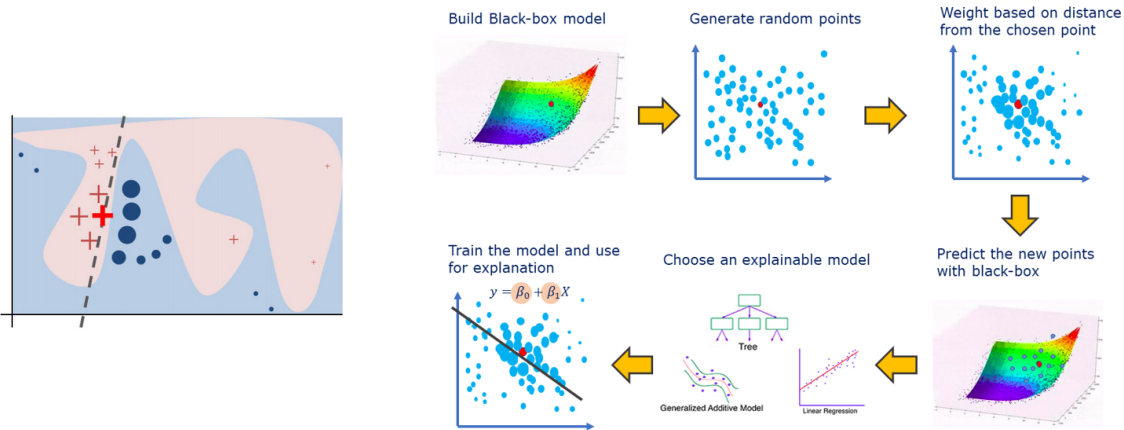 Build Black-box model
Generate random points
Weight based on distance
from the chosen point
Predict the new points
with black-box
Choose an explainable model
Tree
Generalized Additive Model
Linear Regression
Train the model and use
for explanation
y = β₀ + β₁X